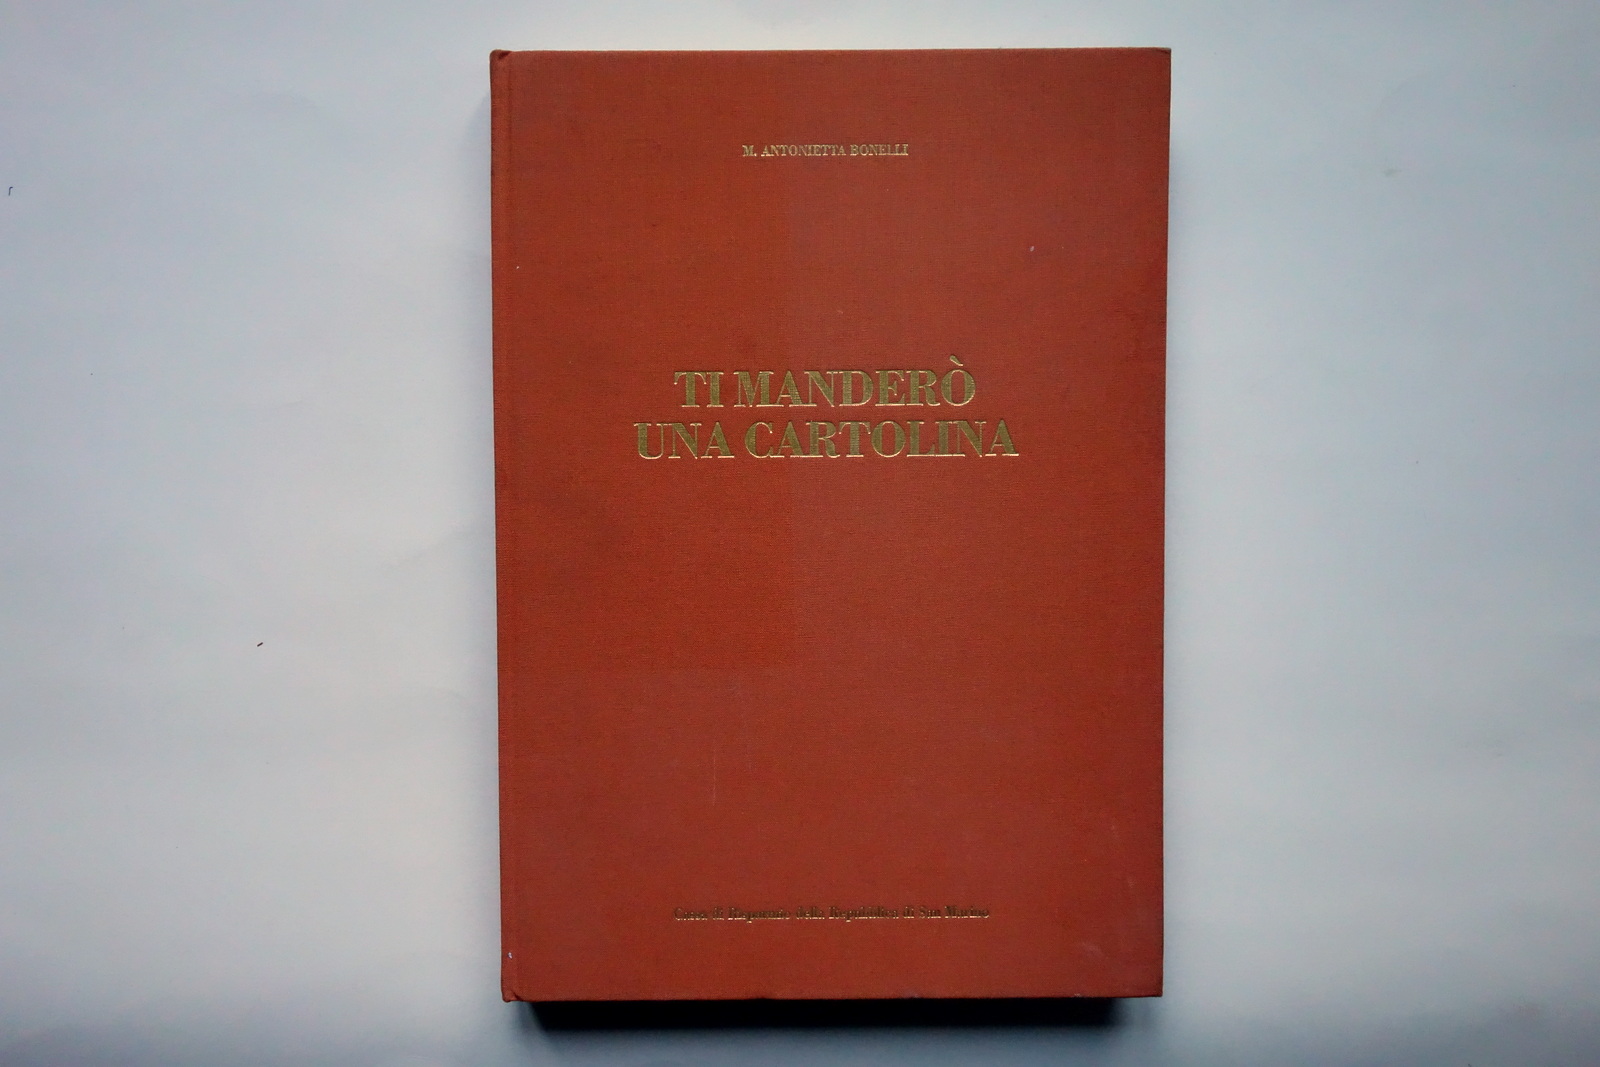 M. ANTONIETTA BONELLI
TI MANDERÒ
UNA CARTOLINA
Cassa di Risparmio della Repubblica di San Marino